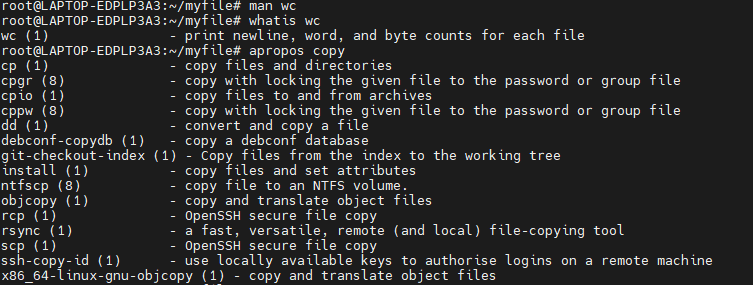 root@LAPTOP-EDPLP3A3:~/myfile# man wc
root@LAPTOP-EDPLP3A3:~/myfile# whatis wc
wc (1)               - print newline, word, and byte counts for each file
root@LAPTOP-EDPLP3A3:~/myfile# apropos copy
cp (1)               - copy files and directories
cpgr (8)             - copy with locking the given file to the password or group file
cpio (1)             - copy files to and from archives
cppw (8)             - copy with locking the given file to the password or group file
dd (1)               - convert and copy a file
debconf-copydb (1)   - copy a debconf database
git-checkout-index (1) - Copy files from the index to the working tree
install (1)          - copy files and set attributes
ntfscp (8)           - copy file to an NTFS volume.
objcopy (1)          - copy and translate object files
rcp (1)              - OpenSSH secure file copy
rsync (1)            - a fast, versatile, remote (and local) file-copying tool
scp (1)              - OpenSSH secure file copy
ssh-copy-id (1)      - use locally available keys to authorise logins on a remote machine
x86_64-linux-gnu-objcopy (1) - copy and translate object files